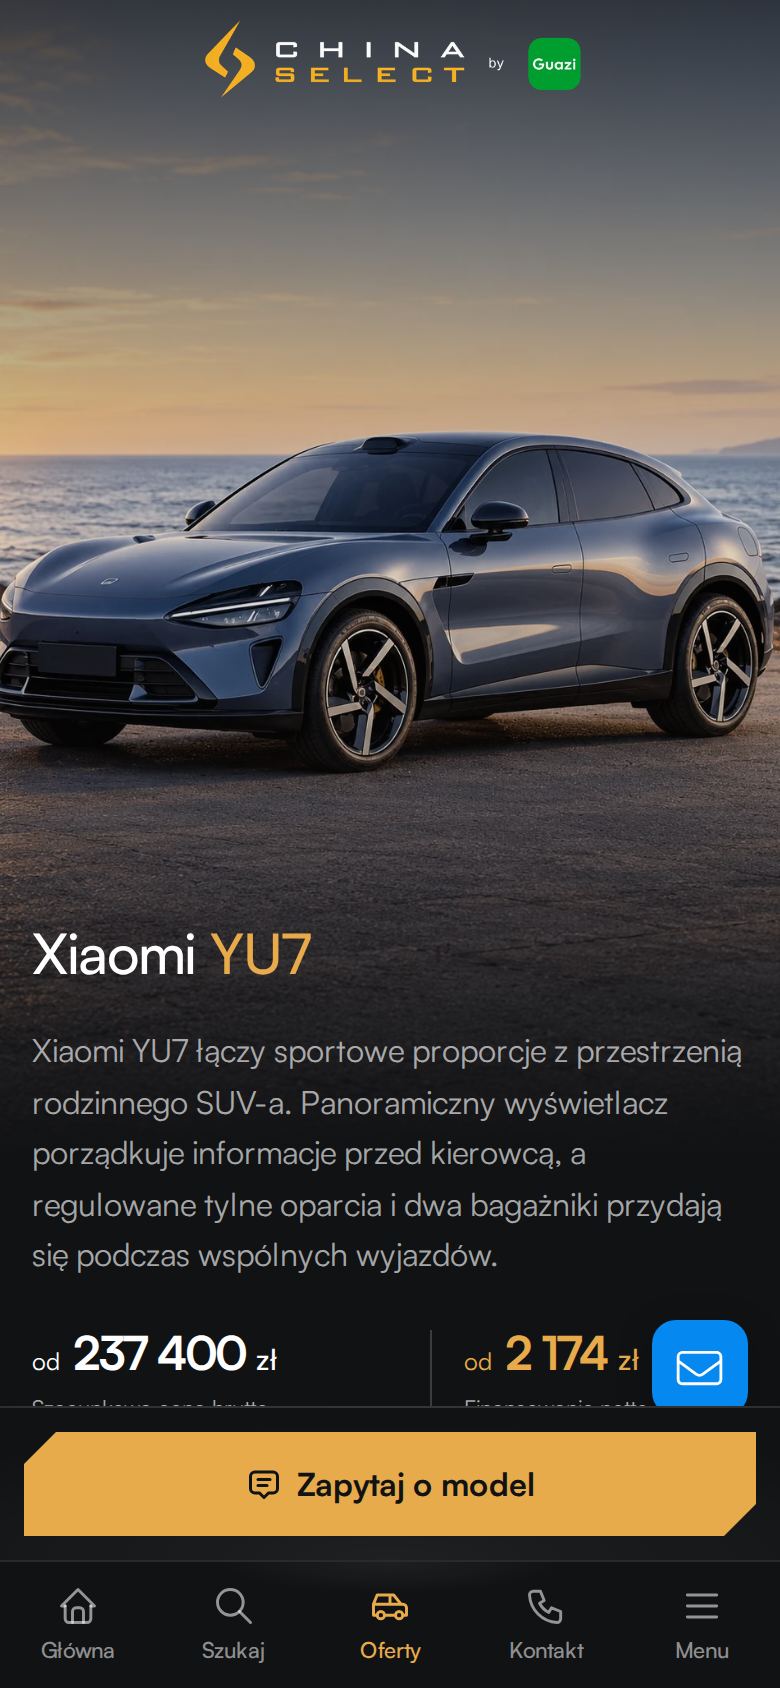 CHINA
SELECT
by
Guazi
Xiaomi YU7
Xiaomi YU7 łączy sportowe proporcje z przestrzenią
rodzinnego SUV-a. Panoramiczny wyświetlacz
porządkuje informacje przed kierowcą, a
regulowane tylne oparcia i dwa bagażniki przydają
się podczas wspólnych wyjazdów.
od 237 400 zł
od 2 174 zł
Zapytaj o model
Główna
Szukaj
Oferty
Kontakt
Menu